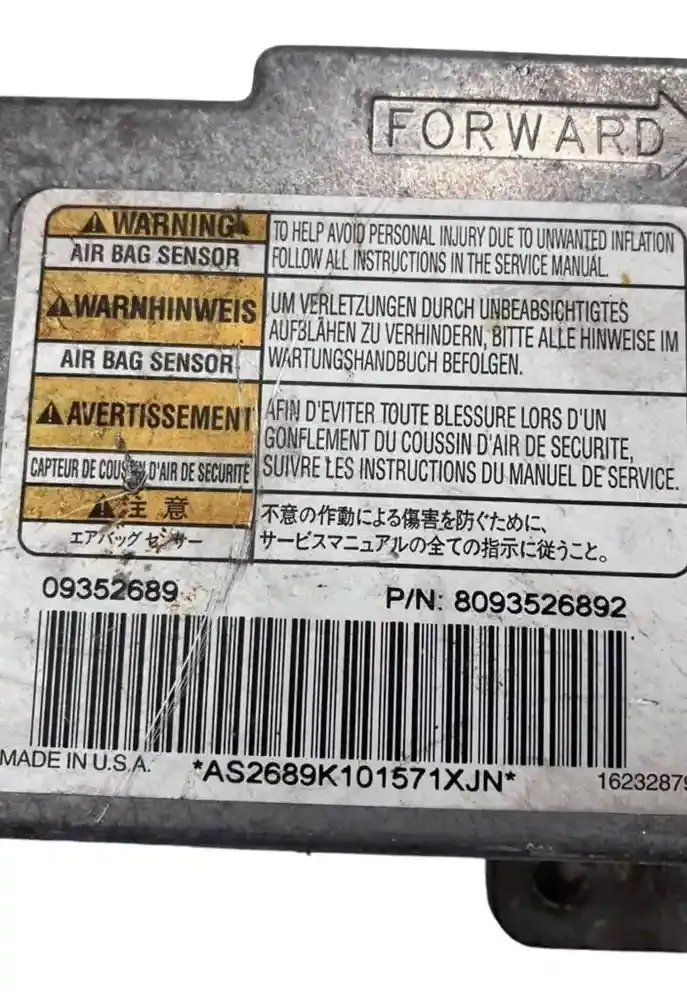 FORWARD
WARNING
AIR BAG SENSOR
TO HELP AVOID PERSONAL INJURY DUE TO UNWANTED INFLATION
FOLLOW ALL INSTRUCTIONS IN THE SERVICE MANUAL.
WARNHINWEIS
AIR BAG SENSOR
UM VERLETZUNGEN DURCH UNBEABSICHTIGTES
AUFBLÄHEN ZU VERHINDERN, BITTE ALLE HINWEISE IM
WARTUNGSHANDBUCH BEFOLGEN.
AVERTISSEMENT
CAPTEUR DE COUSSIN D'AIR DE SECURITÉ
AFIN D'EVITER TOUTE BLESSURE LORS D'UN
GONFLEMENT DU COUSSIN D'AIR DE SECURITE,
SUIVRE LES INSTRUCTIONS DU MANUEL DE SERVICE.
注意
エアバッグ センサー
不意の作動による傷害を防ぐために、
サービスマニュアルの全ての指示に従うこと。
09352689
P/N: 8093526892
MADE IN U.S.A.
*AS2689K101571XJN*
16232879